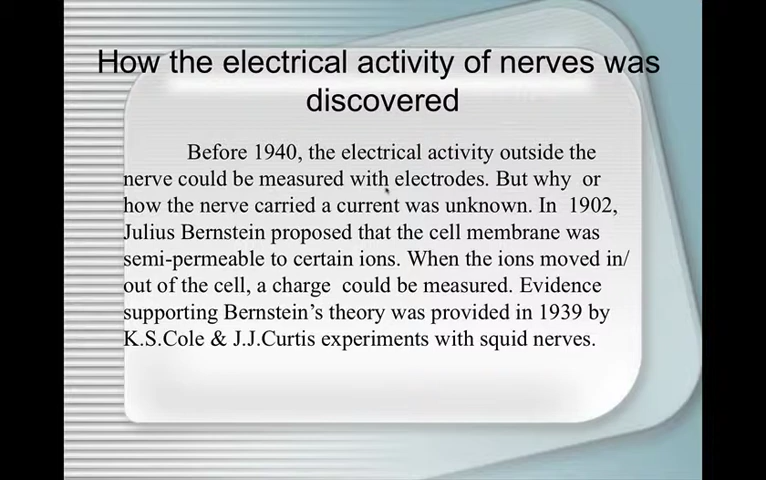 How the electrical activity of nerves was
discovered
Before 1940, the electrical activity outside the
nerve could be measured with electrodes. But why or
how the nerve carried a current was unknown. In 1902,
Julius Bernstein proposed that the cell membrane was
semi-permeable to certain ions. When the ions moved in/
out of the cell, a charge could be measured. Evidence
supporting Bernstein’s theory was provided in 1939 by
K.S.Cole & J.J.Curtis experiments with squid nerves.